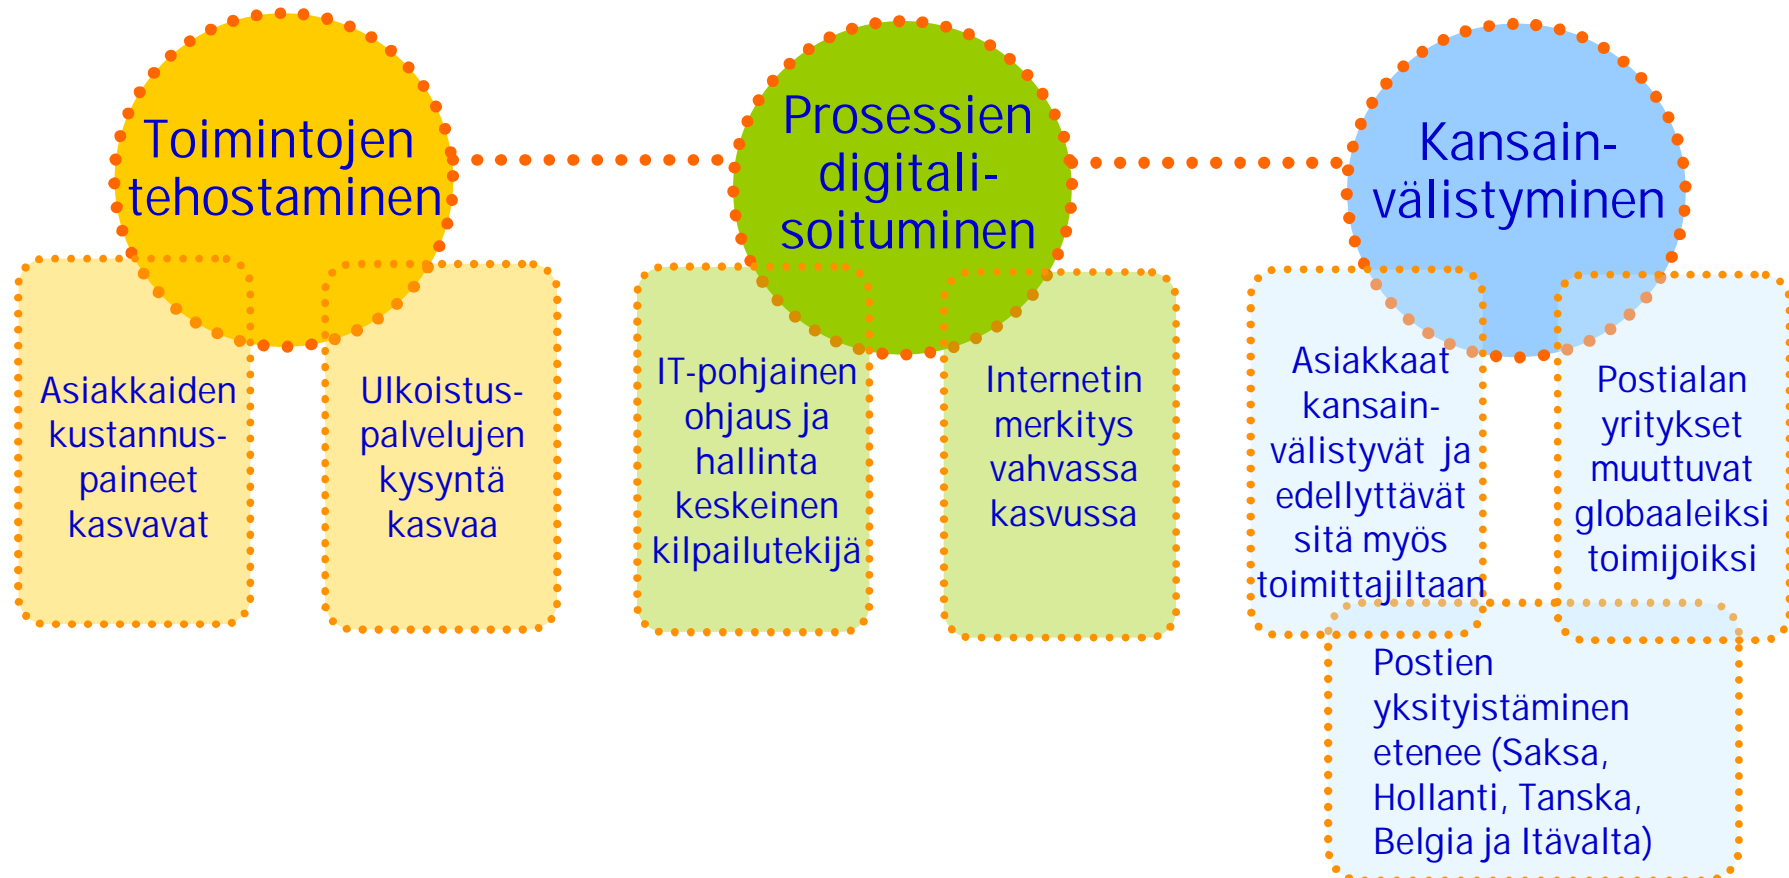 Toimintojen
tehostaminen
Prosessien
digitali-
soituminen
Kansain-
välistyminen
Asiakkaiden
kustannus-
paineet
kasvavat
Ulkoistus-
palvelujen
kysyntä
kasvaa
IT-pohjainen
ohjaus ja
hallinta
keskeinen
kilpailutekijä
Internetin
merkitys
vahvassa
kasvussa
Asiakkaat
kansain-
välistyvät ja
edellyttävät
sitä myös
toimittajiltaan
Postialan
yritykset
muuttuvat
globaaleiksi
toimijoiksi
Postien
yksityistäminen
etenee (Saksa,
Hollanti, Tanska,
Belgia ja Itävalta)